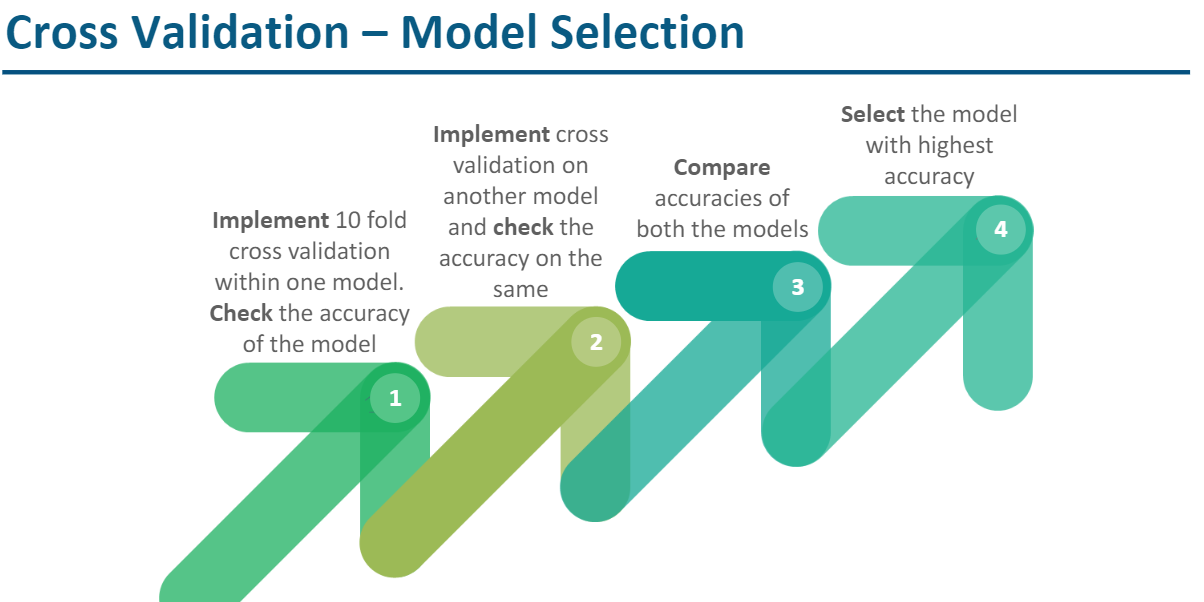 Cross Validation – Model Selection
Implement 10 fold
cross validation
within one model.
Check the accuracy
of the model
1
Implement cross
validation on
another model
and check the
accuracy on the
same
2
Compare
accuracies of
both the models
3
Select the model
with highest
accuracy
4